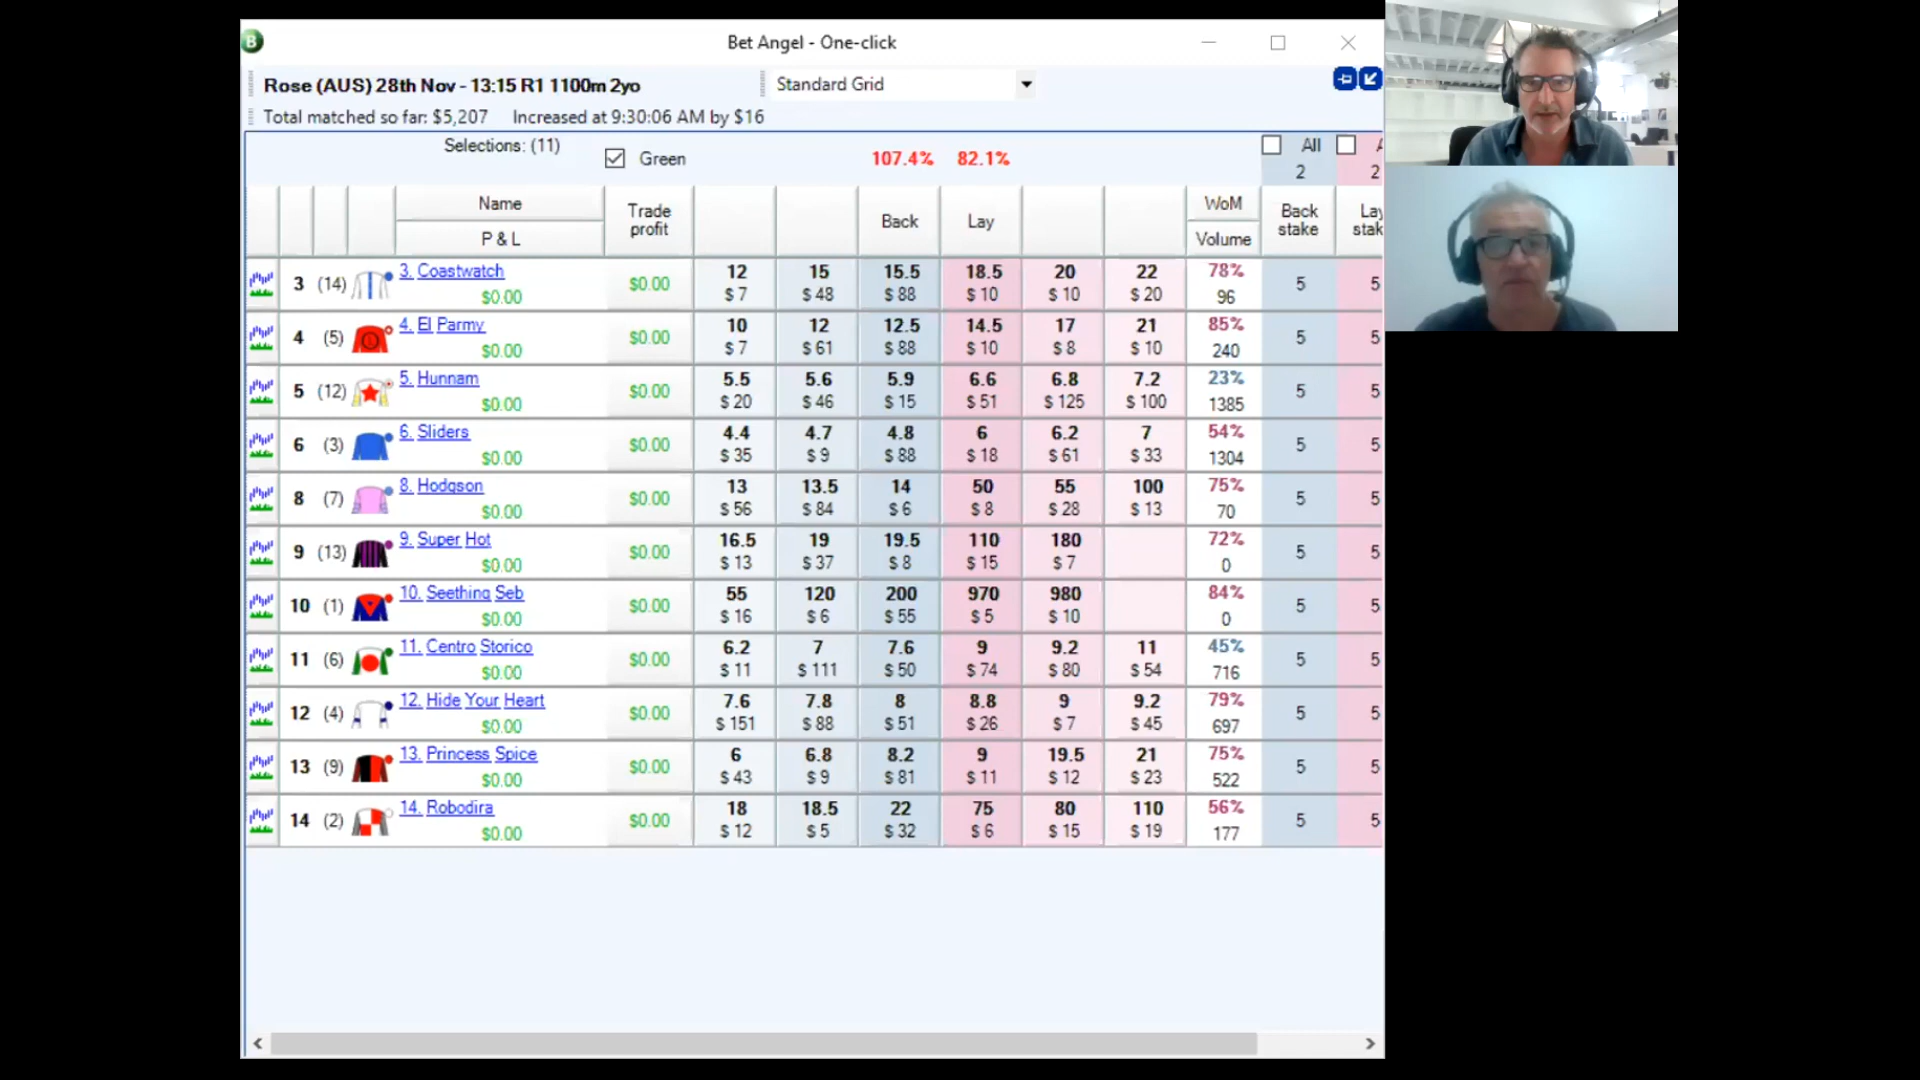 Bet Angel - One-click
Rose (AUS) 28th Nov - 13:15 R1 1100m 2yo Standard Grid
Total matched so far: $5,207 Increased at 9:30:06 AM by $16
Selections: (11) Green 107.4% 82.1% All
2 2
Name Trade profit Back Lay WoM Back stake Lay
P & L Volume
3 (14) 3. Coastwatch $0.00 12 15 15.5 18.5 20 22 78% 5 5
$0.00 $ 7 $ 48 $ 88 $ 10 $ 10 $ 20 96
4 (5) 4. El Parmy $0.00 10 12 12.5 14.5 17 21 85% 5 5
$0.00 $ 7 $ 61 $ 88 $ 10 $ 8 $ 10 240
5 (12) 5. Hunnam $0.00 5.5 5.6 5.9 6.6 6.8 7.2 23% 5 5
$0.00 $ 20 $ 46 $ 15 $ 51 $ 125 $ 100 1385
6 (3) 6. Sliders $0.00 4.4 4.7 4.8 6 6.2 7 54% 5 5
$0.00 $ 35 $ 9 $ 88 $ 18 $ 61 $ 33 1304
8 (7) 8. Hodgson $0.00 13 13.5 14 50 55 100 75% 5 5
$0.00 $ 56 $ 84 $ 6 $ 8 $ 28 $ 13 70
9 (13) 9. Super Hot $0.00 16.5 19 19.5 110 180 72% 5 5
$0.00 $ 13 $ 37 $ 8 $ 15 $ 7 0
10 (1) 10. Seething Seb $0.00 55 120 200 970 980 84% 5 5
$0.00 $ 16 $ 6 $ 55 $ 5 $ 10 0
11 (6) 11. Centro Storico $0.00 6.2 7 7.6 9 9.2 11 45% 5 5
$0.00 $ 11 $ 111 $ 50 $ 74 $ 80 $ 54 716
12 (4) 12. Hide Your Heart $0.00 7.6 7.8 8 8.8 9 9.2 79% 5 5
$0.00 $ 151 $ 88 $ 51 $ 26 $ 7 $ 45 697
13 (9) 13. Princess Spice $0.00 6 6.8 8.2 9 19.5 21 75% 5 5
$0.00 $ 43 $ 9 $ 81 $ 11 $ 12 $ 23 522
14 (2) 14. Robodira $0.00 18 18.5 22 75 80 110 56% 5 5
$0.00 $ 12 $ 5 $ 32 $ 6 $ 15 $ 19 177